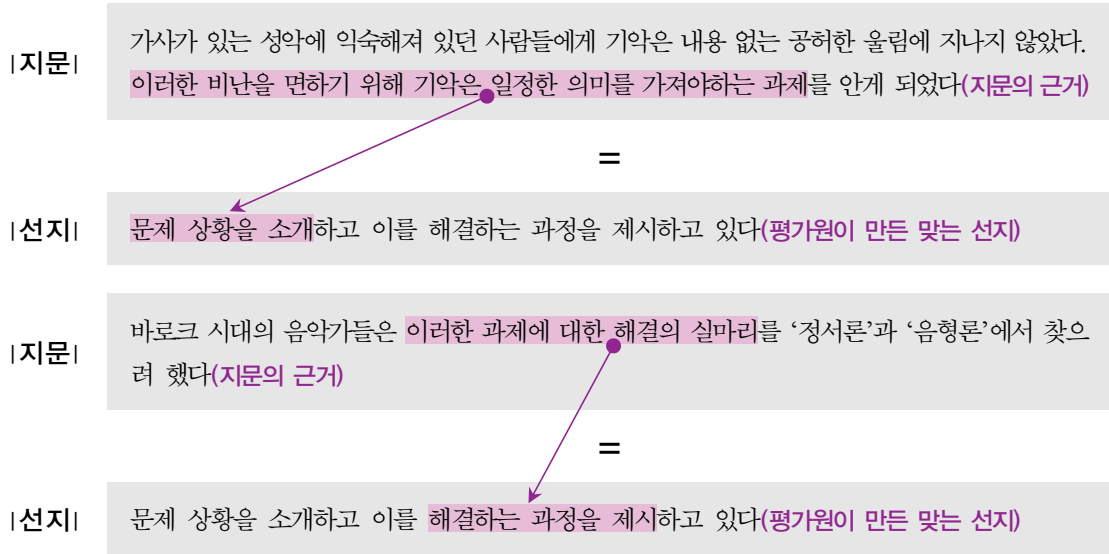 |지문|
가사가 있는 성악에 익숙해져 있던 사람들에게 기악은 내용 없는 공허한 울림에 지나지 않았다.
이러한 비난을 면하기 위해 기악은 일정한 의미를 가져야하는 과제를 안게 되었다(지문의 근거)
=
|선지|
문제 상황을 소개하고 이를 해결하는 과정을 제시하고 있다(평가원이 만든 맞는 선지)
|지문|
바로크 시대의 음악가들은 이러한 과제에 대한 해결의 실마리를 ‘정서론’과 ‘음형론’에서 찾으
려 했다(지문의 근거)
=
|선지|
문제 상황을 소개하고 이를 해결하는 과정을 제시하고 있다(평가원이 만든 맞는 선지)